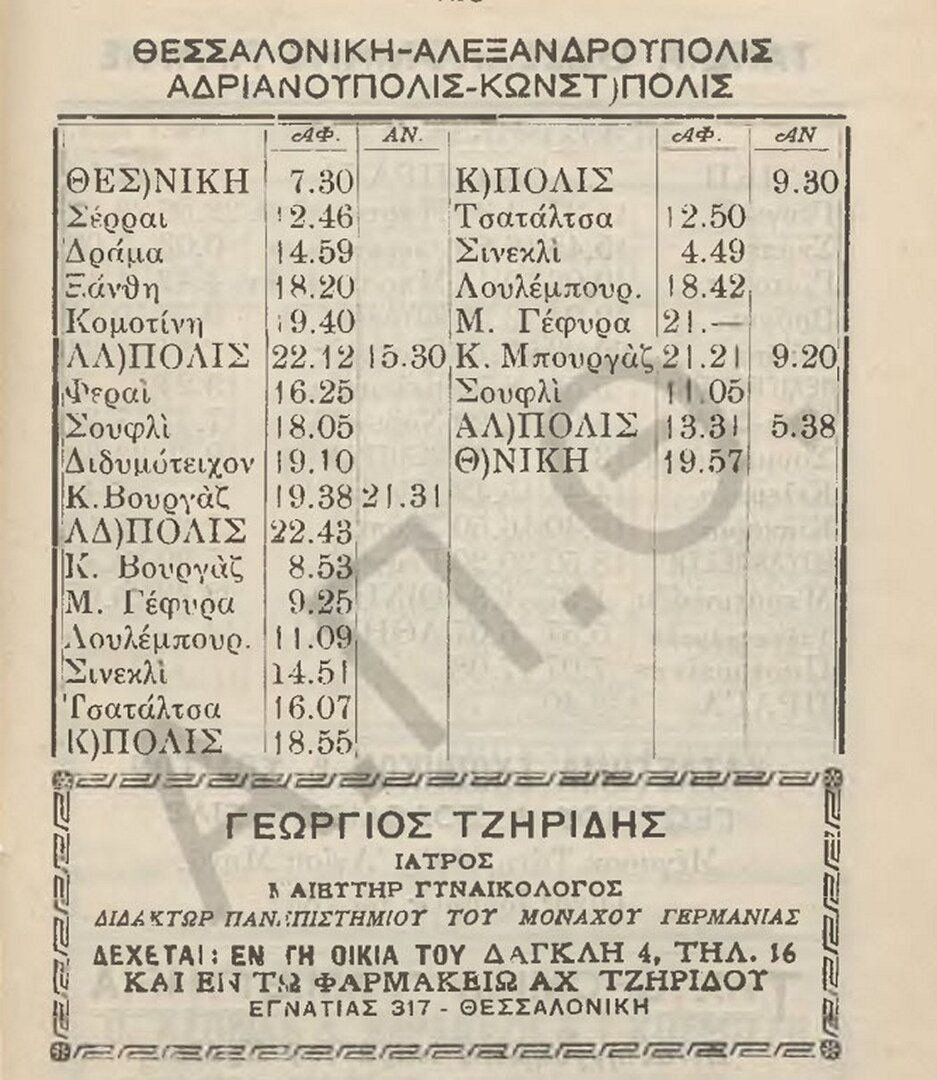 ΘΕΣΣΑΛΟΝΙΚΗ-ΑΛΕΞΑΝΔΡΟΥΠΟΛΙΣ
ΑΔΡΙΑΝΟΥΠΟΛΙΣ-ΚΩΝΣΤ)ΠΟΛΙΣ
ΑΦ. ΑΝ.
ΘΕΣ)ΝΙΚΗ 7.30
Σέρραι 12.46
Δράμα 14.59
Ξάνθη 18.20
Κομοτίνη 19.40
ΑΛ)ΠΟΛΙΣ 22.12 15.30
Φεραὶ 16.25
Σουφλὶ 18.05
Διδυμότειχον 19.10
Κ. Βουργὰζ 19.38 21.31
ΑΔ)ΠΟΛΙΣ 22.43
Κ. Βουργὰζ 8.53
Μ. Γέφυρα 9.25
Λουλέμπουρ. 11.09
Σινεκλὶ 14.51
Τσατάλτσα 16.07
Κ)ΠΟΛΙΣ 18.55
ΑΦ. ΑΝ
Κ)ΠΟΛΙΣ 9.30
Τσατάλτσα 12.50
Σινεκλὶ 4.49
Λουλέμπουρ. 18.42
Μ. Γέφυρα 21.—
Κ. Μπουργὰζ 21.21 9.20
Σουφλὶ 11.05
ΑΛ)ΠΟΛΙΣ 13.31 5.38
Θ)ΝΙΚΗ 19.57
ΓΕΩΡΓΙΟΣ ΤΖΗΡΙΔΗΣ
ΙΑΤΡΟΣ
ΜΑΙΕΥΤΗΡ ΓΥΝΑΙΚΟΛΟΓΟΣ
ΔΙΔΑΚΤΩΡ ΠΑΝΕΠΙΣΤΗΜΙΟΥ ΤΟΥ ΜΟΝΑΧΟΥ ΓΕΡΜΑΝΙΑΣ
ΔΕΧΕΤΑΙ: ΕΝ ΤΗ ΟΙΚΙΑ ΤΟΥ ΔΑΓΚΛΗ 4, ΤΗΛ. 16
ΚΑΙ ΕΝ ΤΩ ΦΑΡΜΑΚΕΙΩ ΑΧ ΤΖΗΡΙΔΟΥ
ΕΓΝΑΤΙΑΣ 317 - ΘΕΣΣΑΛΟΝΙΚΗ
Α.Π.Θ.